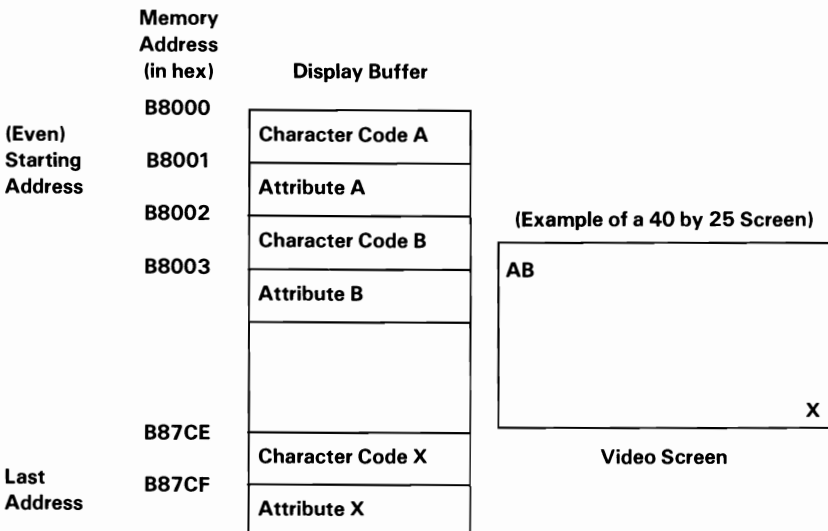 Memory
Address
(in hex)
Display Buffer
B8000
(Even)
Starting
Address
Character Code A
B8001
Attribute A
B8002
Character Code B
B8003
Attribute B
(Example of a 40 by 25 Screen)
AB
X
Video Screen
B87CE
Character Code X
Last
Address
B87CF
Attribute X